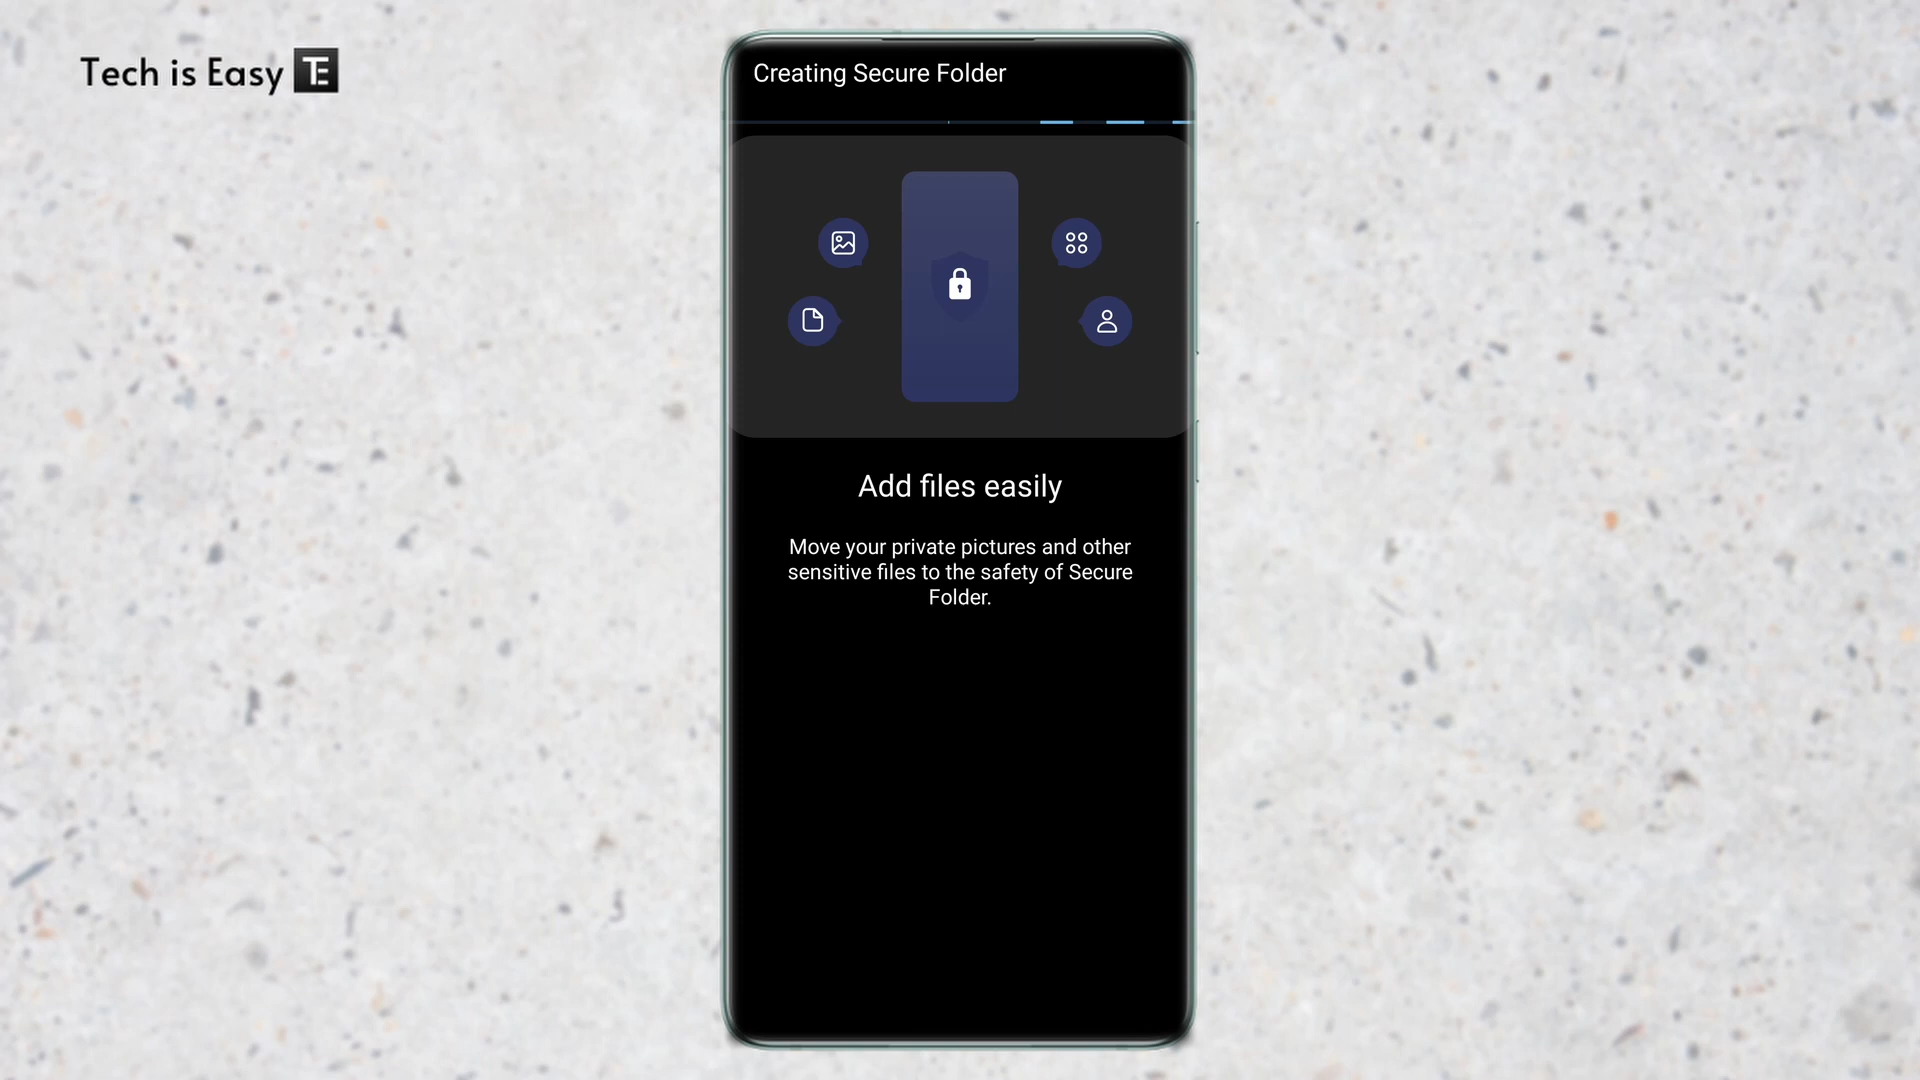 Tech is Easy TE
Creating Secure Folder
Add files easily
Move your private pictures and other
sensitive files to the safety of Secure
Folder.